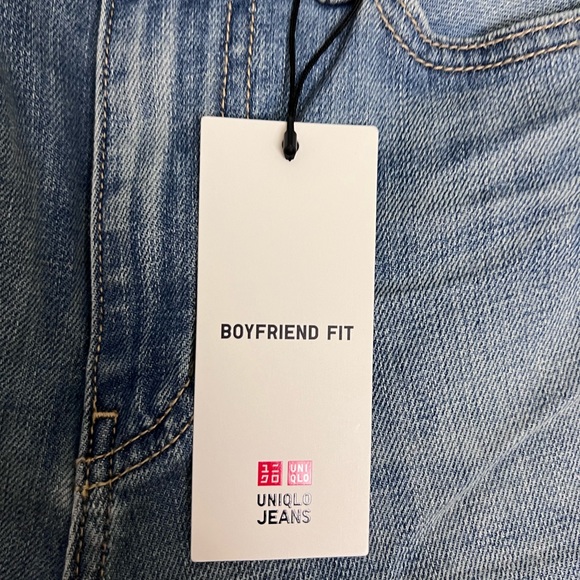 BOYFRIEND FIT
ユニ UNI
クロ QLO
UNIQLO
JEANS